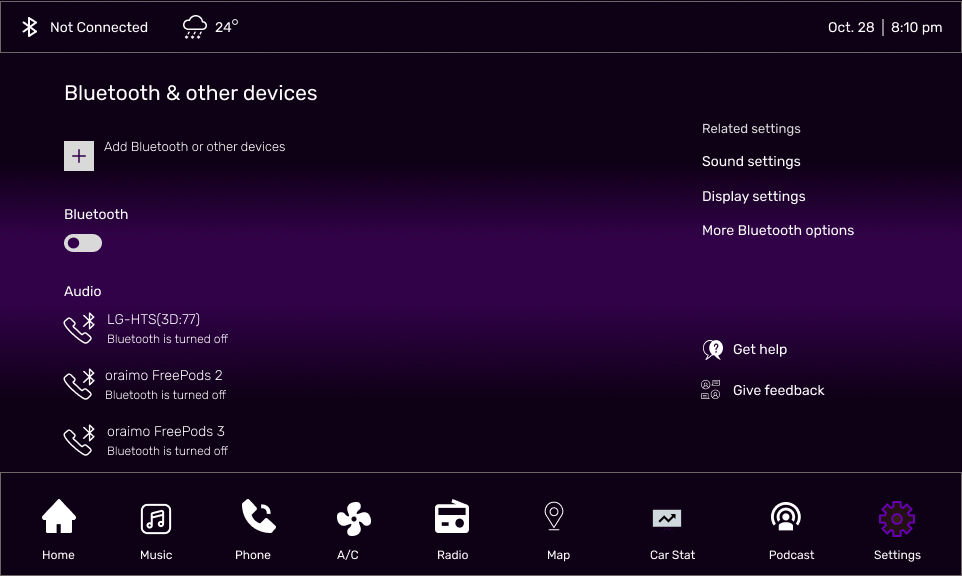 Not Connected
24°
Oct. 28 | 8:10 pm
Bluetooth & other devices
Add Bluetooth or other devices
Bluetooth
Audio
LG-HTS(3D:77)
Bluetooth is turned off
oraimo FreePods 2
Bluetooth is turned off
oraimo FreePods 3
Bluetooth is turned off
Related settings
Sound settings
Display settings
More Bluetooth options
Get help
Give feedback
Home
Music
Phone
A/C
Radio
Map
Car Stat
Podcast
Settings